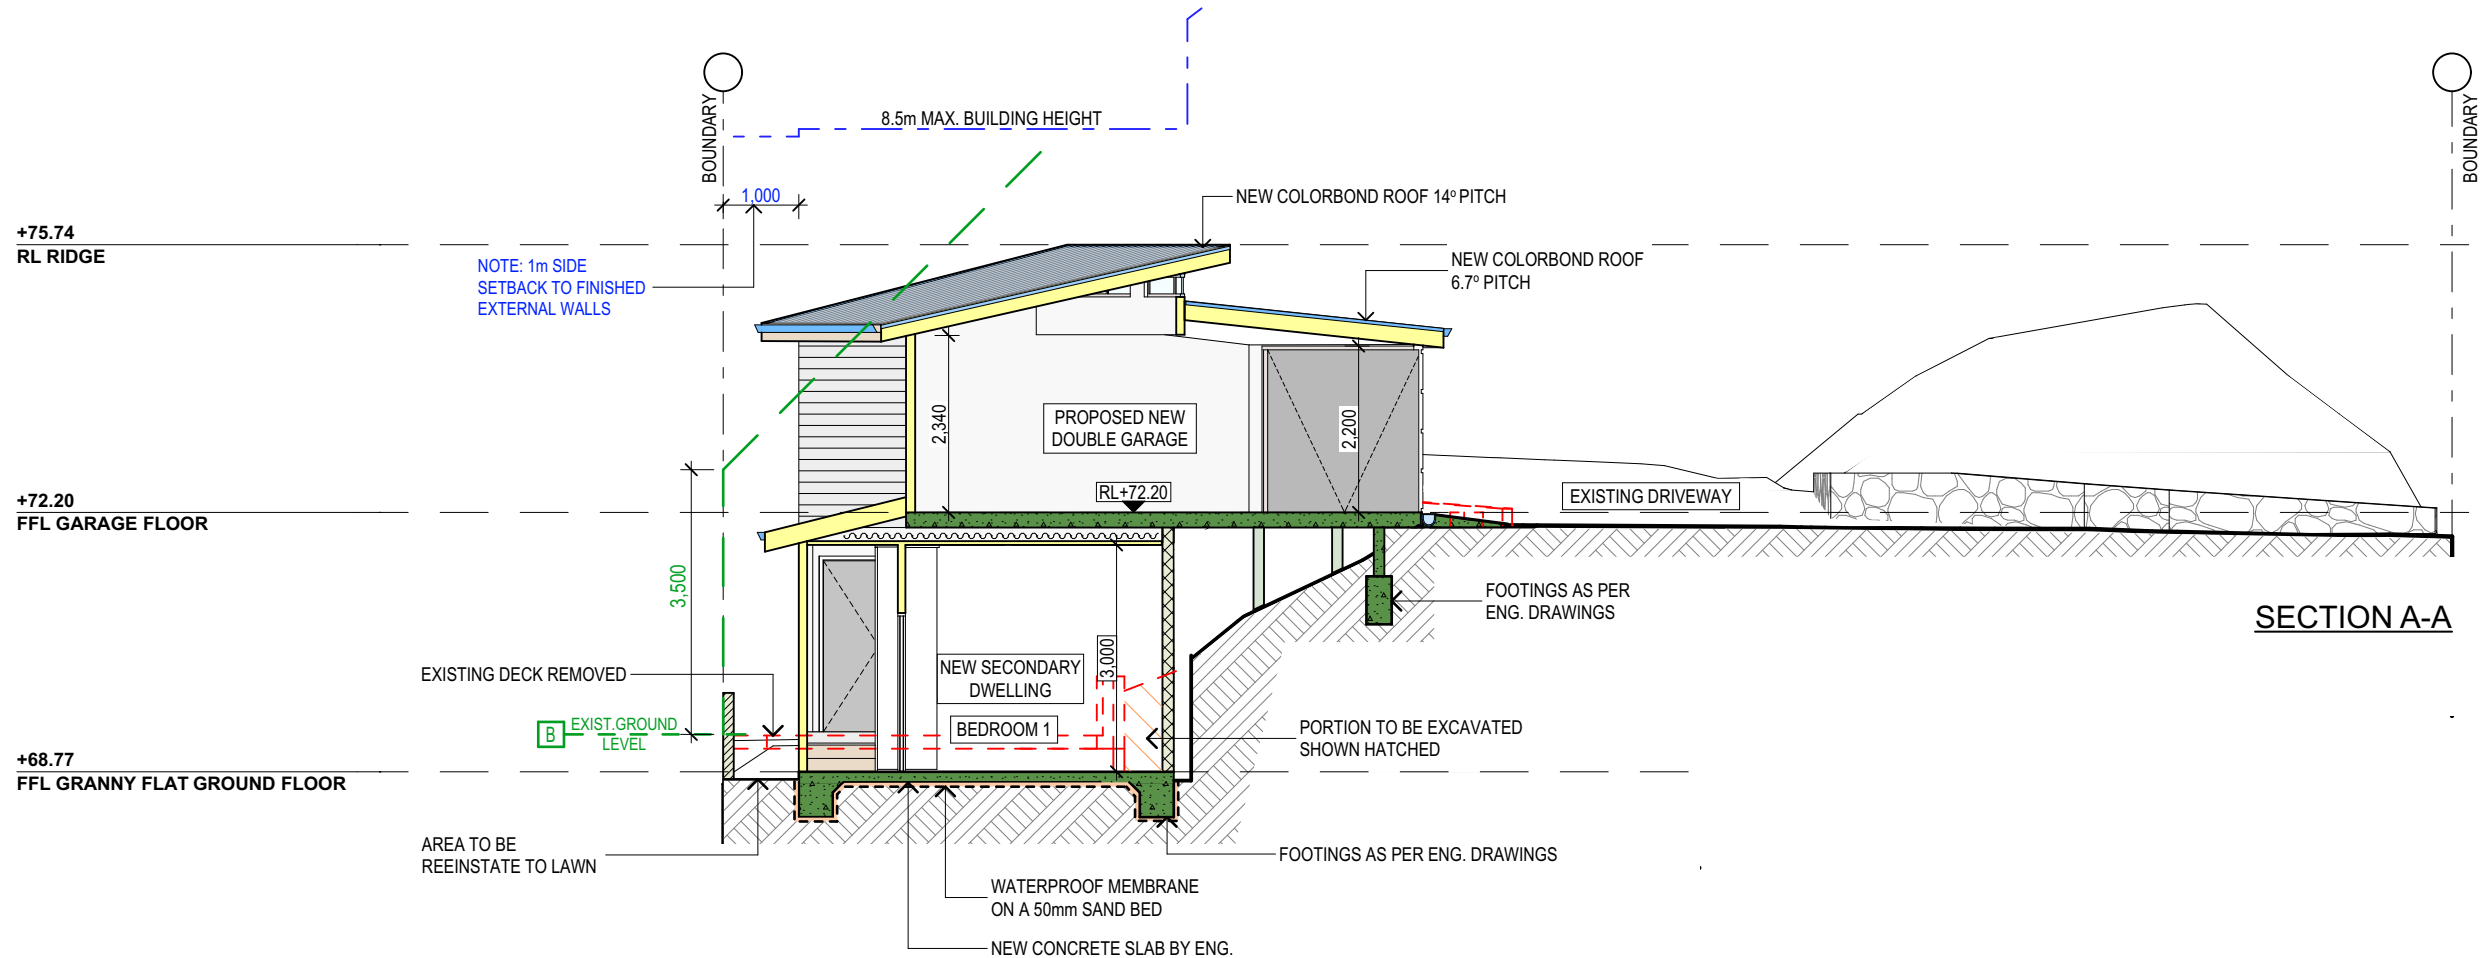 BOUNDARY
BOUNDARY
8.5m MAX. BUILDING HEIGHT
1,000
NEW COLORBOND ROOF 14º PITCH
+75.74
RL RIDGE
NOTE: 1m SIDE
SETBACK TO FINISHED
EXTERNAL WALLS
NEW COLORBOND ROOF
6.7º PITCH
2,340
PROPOSED NEW
DOUBLE GARAGE
2,200
RL+72.20
EXISTING DRIVEWAY
+72.20
FFL GARAGE FLOOR
3,500
FOOTINGS AS PER
ENG. DRAWINGS
SECTION A-A
EXISTING DECK REMOVED
NEW SECONDARY
DWELLING
3,000
BEDROOM 1
B
EXIST.GROUND
LEVEL
PORTION TO BE EXCAVATED
SHOWN HATCHED
+68.77
FFL GRANNY FLAT GROUND FLOOR
AREA TO BE
REEINSTATE TO LAWN
FOOTINGS AS PER ENG. DRAWINGS
WATERPROOF MEMBRANE
ON A 50mm SAND BED
NEW CONCRETE SLAB BY ENG.